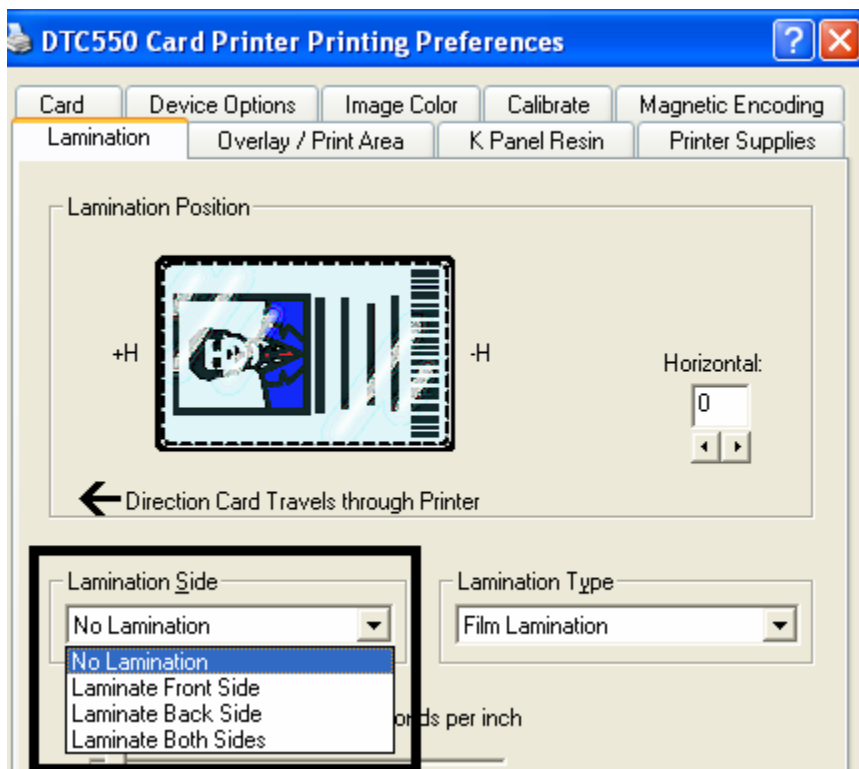 DTC550 Card Printer Printing Preferences
Card Device Options Image Color Calibrate Magnetic Encoding
Lamination Overlay / Print Area K Panel Resin Printer Supplies
Lamination Position
+H
-H
Horizontal:
0
Direction Card Travels through Printer
Lamination Side
No Lamination
Lamination Type
Film Lamination
No Lamination
Laminate Front Side
Laminate Back Side
Laminate Both Sides
per inch